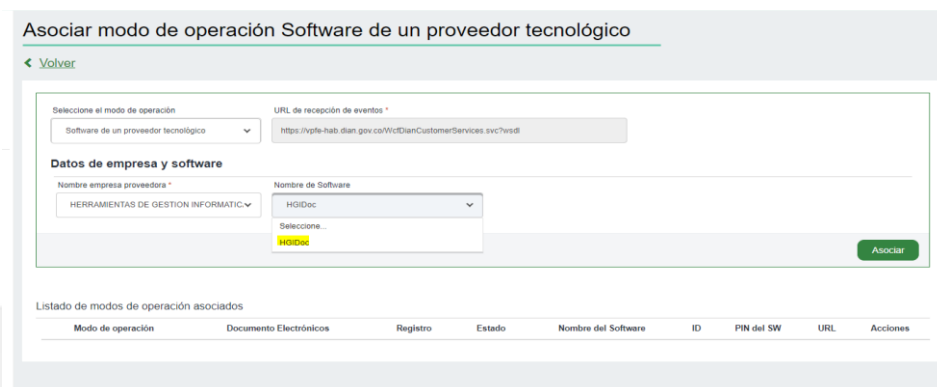 Asociar modo de operación Software de un proveedor tecnológico
Volver
Seleccione el modo de operación URL de recepción de eventos *
Software de un proveedor tecnológico https://vpfe-hab.dian.gov.co/WcfDianCustomerServices.svc?wsdl
Datos de empresa y software
Nombre empresa proveedora * Nombre de Software
HERRAMIENTAS DE GESTION INFORMATIC. HGIDoc
Seleccione...
HGIDoc
Asociar
Listado de modos de operación asociados
Modo de operación Documento Electrónicos Registro Estado Nombre del Software ID PIN del SW URL Acciones